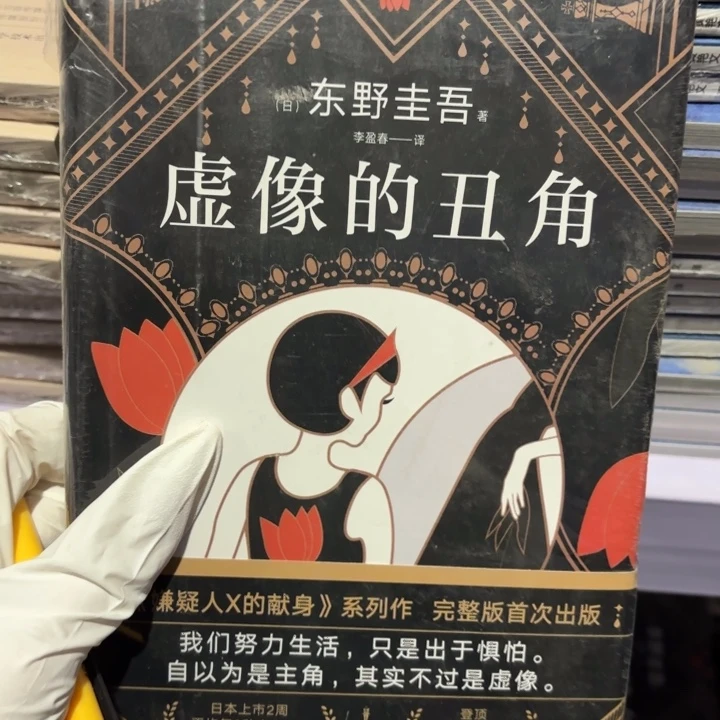 (日) 东野圭吾 著
李盈春——译
虚像的丑角
嫌疑人X的献身》系列作 完整版首次出版
我们努力生活，只是出于惧怕。
自以为是主角，其实不过是虚像。
日本上市2周
登顶